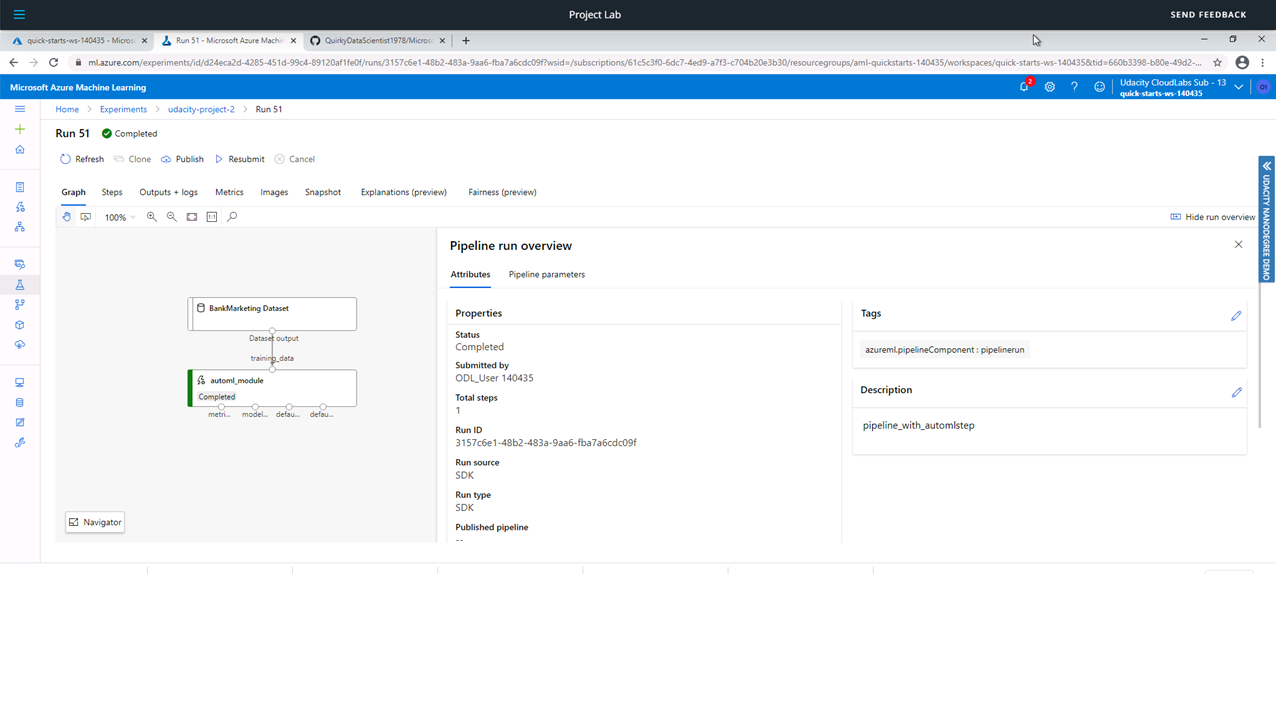 Project Lab
SEND FEEDBACK
quick-starts-ws-140435 - Micros
Run 51 - Microsoft Azure Machin
QuirkyDataScientist1978/Micros
ml.azure.com/experiments/id/d24eca2d-4285-451d-99c4-89120af1fe0f/runs/3157c6e1-48b2-483a-9aa6-fba7a6cdc09f?wsid=/subscriptions/61c5c3f0-6dc7-4ed9-a7f3-c704b20e3b30/resourcegroups/aml-quickstarts-140435/workspaces/quick-starts-ws-140435&tid=660b3398-b80e-49d2-...
Microsoft Azure Machine Learning
2
Udacity CloudLabs Sub - 13
quick-starts-ws-140435
OI
Home > Experiments > udacity-project-2 > Run 51
Run 51 Completed
Refresh Clone Publish Resubmit Cancel
Graph Steps Outputs + logs Metrics Images Snapshot Explanations (preview) Fairness (preview)
100%
Hide run overview
UDACITY NANODEGREE DEMO
BankMarketing Dataset
Dataset output
training_data
automl_module
Completed
metri... model... defau... defau...
Navigator
Pipeline run overview
Attributes Pipeline parameters
Properties
Status
Completed
Submitted by
ODL_User 140435
Total steps
1
Run ID
3157c6e1-48b2-483a-9aa6-fba7a6cdc09f
Run source
SDK
Run type
SDK
Published pipeline
--
Tags
azureml.pipelineComponent : pipelinerun
Description
pipeline_with_automlstep